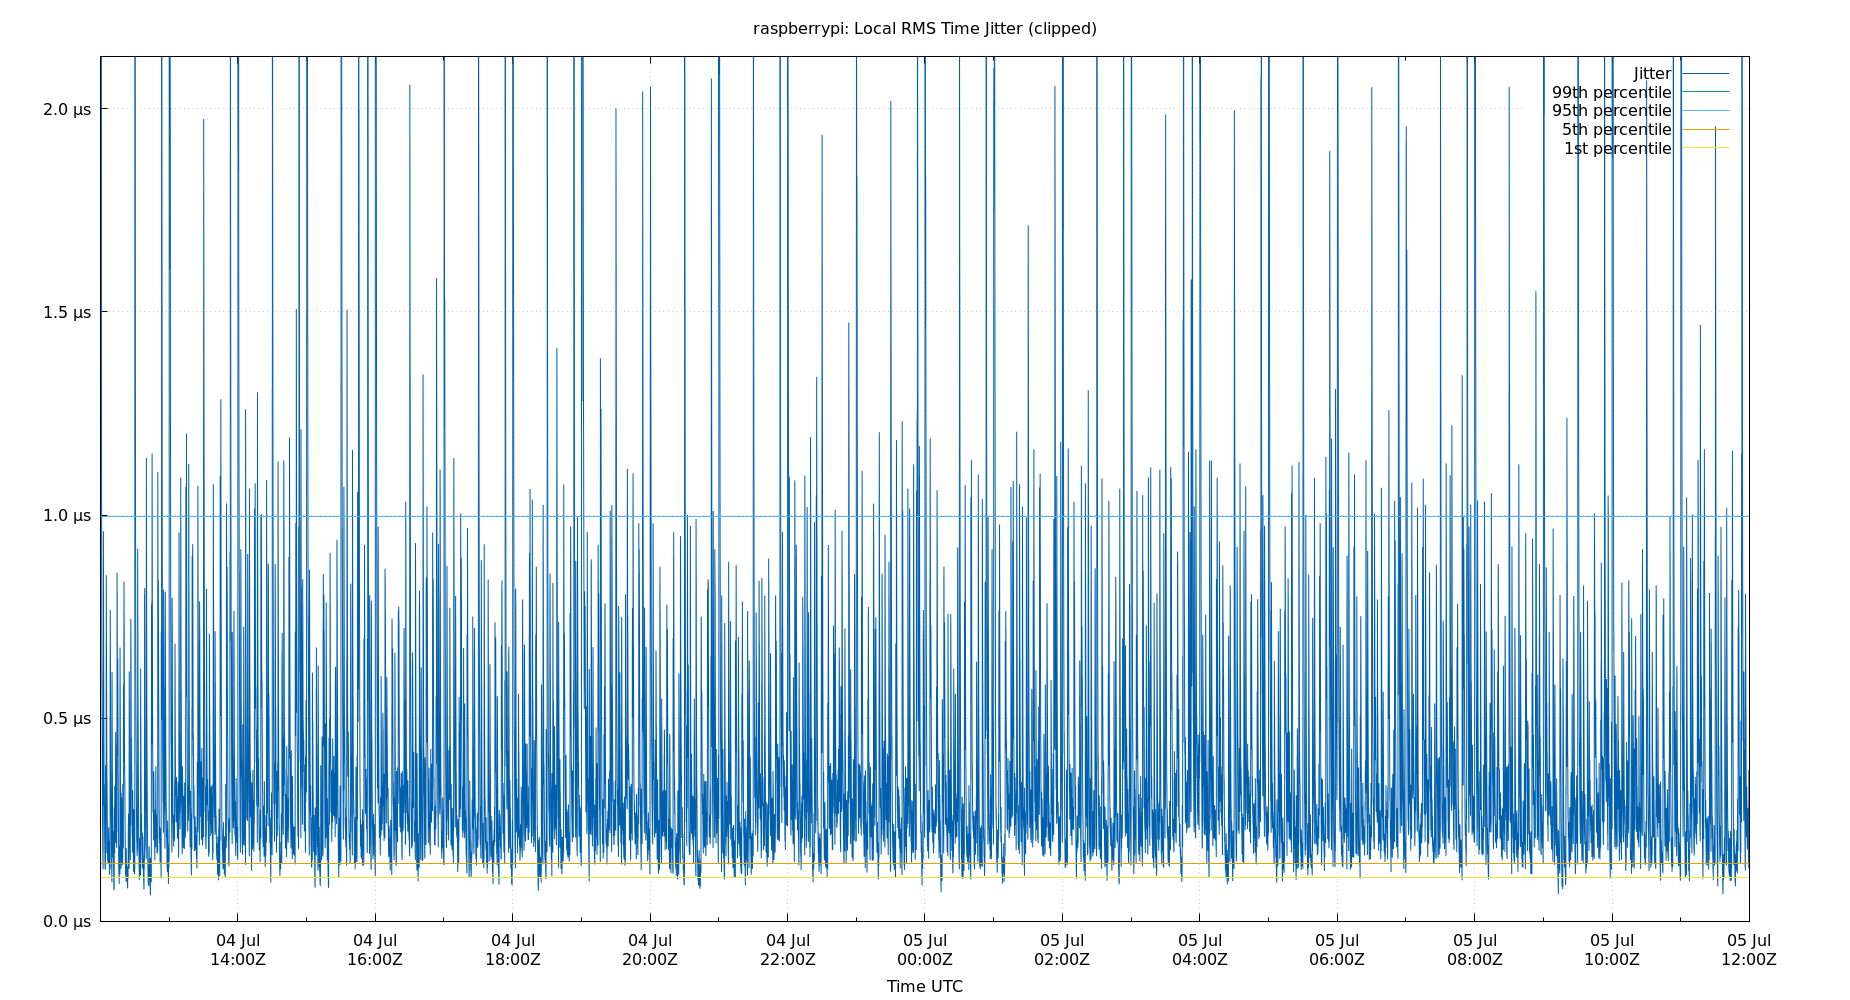 raspberrypi: Local RMS Time Jitter (clipped)
Jitter
99th percentile
95th percentile
5th percentile
1st percentile
2.0 µs
1.5 µs
1.0 µs
0.5 µs
0.0 µs
04 Jul 04 Jul 04 Jul 04 Jul 04 Jul 05 Jul 05 Jul 05 Jul 05 Jul 05 Jul 05 Jul 05 Jul
14:00Z 16:00Z 18:00Z 20:00Z 22:00Z 00:00Z 02:00Z 04:00Z 06:00Z 08:00Z 10:00Z 12:00Z
Time UTC